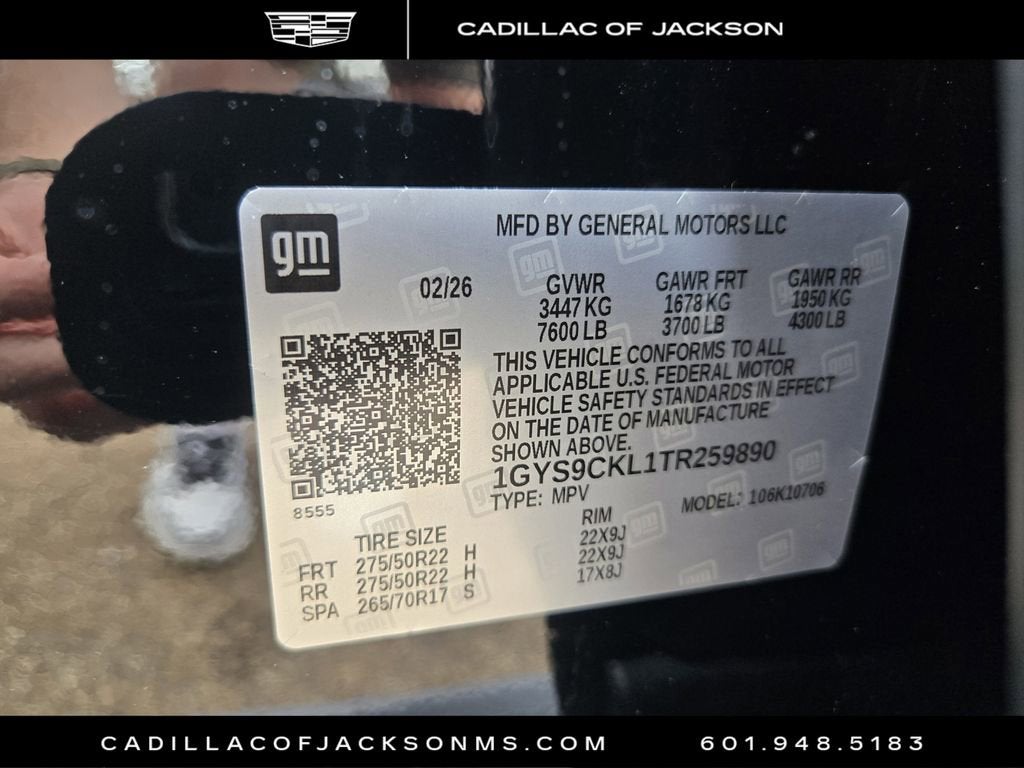 CADILLAC OF JACKSON
gm
MFD BY GENERAL MOTORS LLC
02/26
GVWR GAWR FRT GAWR RR
3447 KG 1678 KG 1950 KG
7600 LB 3700 LB 4300 LB
THIS VEHICLE CONFORMS TO ALL
APPLICABLE U.S. FEDERAL MOTOR
VEHICLE SAFETY STANDARDS IN EFFECT
ON THE DATE OF MANUFACTURE
SHOWN ABOVE.
1GYS9CKL1TR259890
TYPE: MPV MODEL: 106K10706
8555
TIRE SIZE RIM
FRT 275/50R22 H 22X9J
RR 275/50R22 H 22X9J
SPA 265/70R17 S 17X8J
CADILLACOFJACKSONMS.COM 601.948.5183